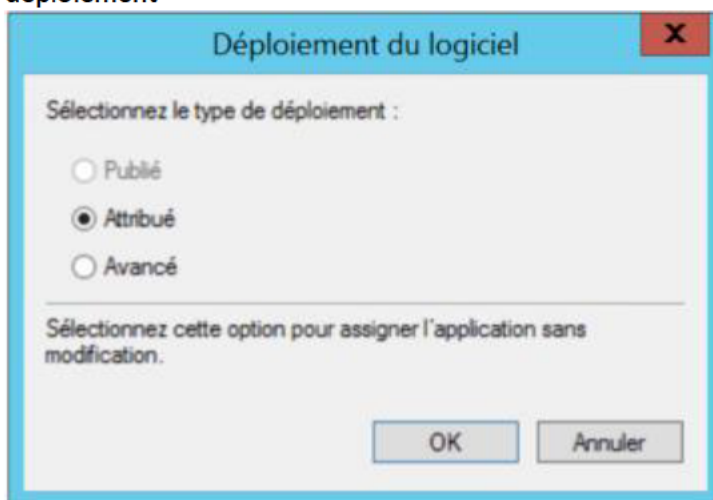 déploiement
Déploiement du logiciel
X
Sélectionnez le type de déploiement :
Publié
Attribué
Avancé
Sélectionnez cette option pour assigner l'application sans
modification.
OK
Annuler